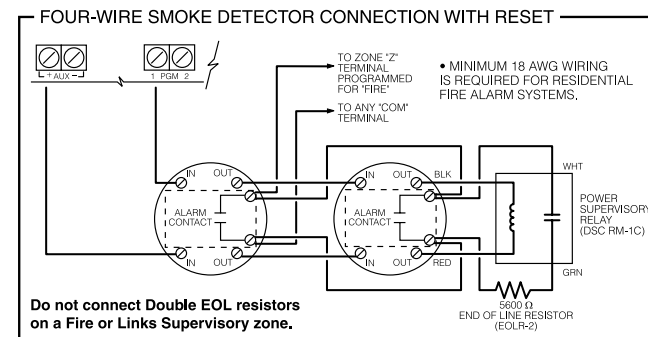 FOUR-WIRE SMOKE DETECTOR CONNECTION WITH RESET
+ AUX -
1 PGM 2
TO ZONE "Z"
TERMINAL
PROGRAMMED
FOR "FIRE"
TO ANY "COM"
TERMINAL
• MINIMUM 18 AWG WIRING
IS REQUIRED FOR RESIDENTIAL
FIRE ALARM SYSTEMS.
IN OUT
ALARM
CONTACT
IN OUT
IN OUT BLK
ALARM
CONTACT
IN OUT RED
WHT
POWER
SUPERVISORY
RELAY
(DSC RM-1C)
GRN
5600 Ω
END OF LINE RESISTOR
(EOLR-2)
Do not connect Double EOL resistors
on a Fire or Links Supervisory zone.